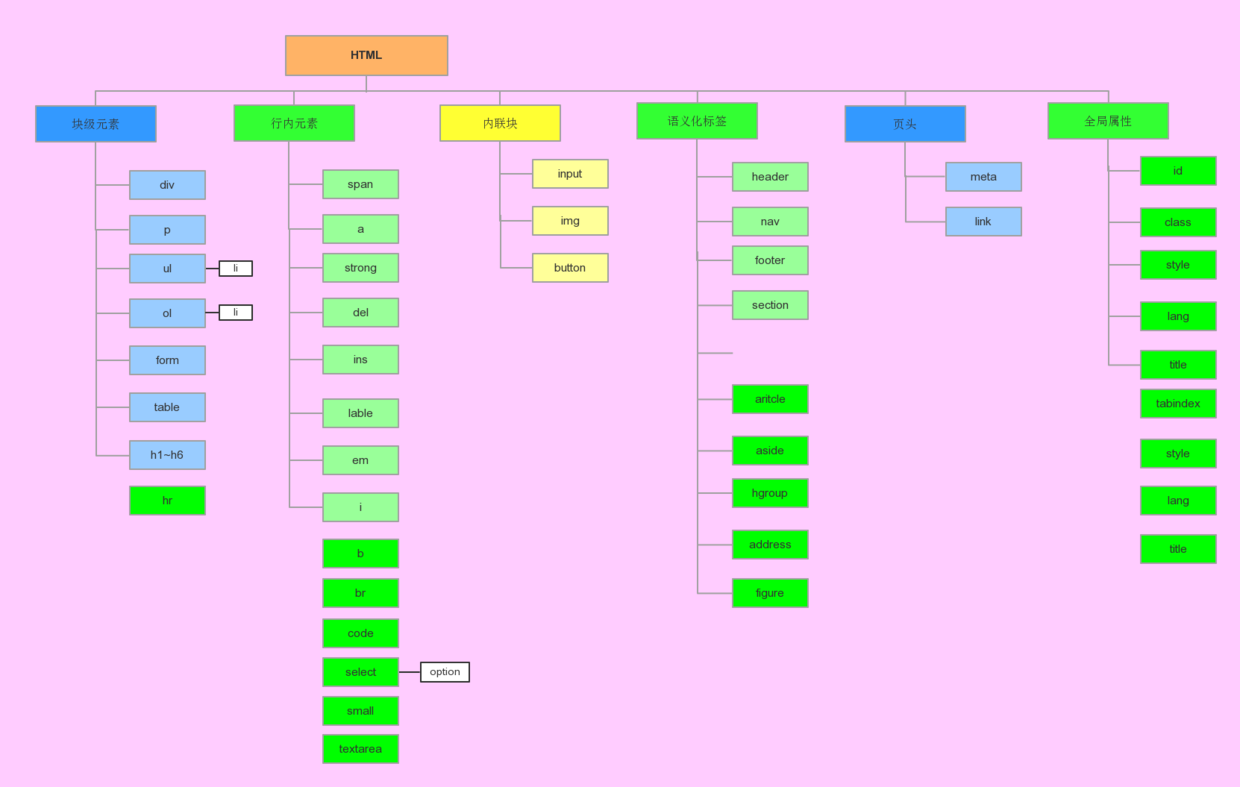 HTML
块级元素
div
p
ul
li
ol
li
form
table
h1~h6
hr
行内元素
span
a
strong
del
ins
lable
em
i
b
br
code
select
option
small
textarea
内联块
input
img
button
语义化标签
header
nav
footer
section
aritcle
aside
hgroup
address
figure
页头
meta
link
全局属性
id
class
style
lang
title
tabindex
style
lang
title